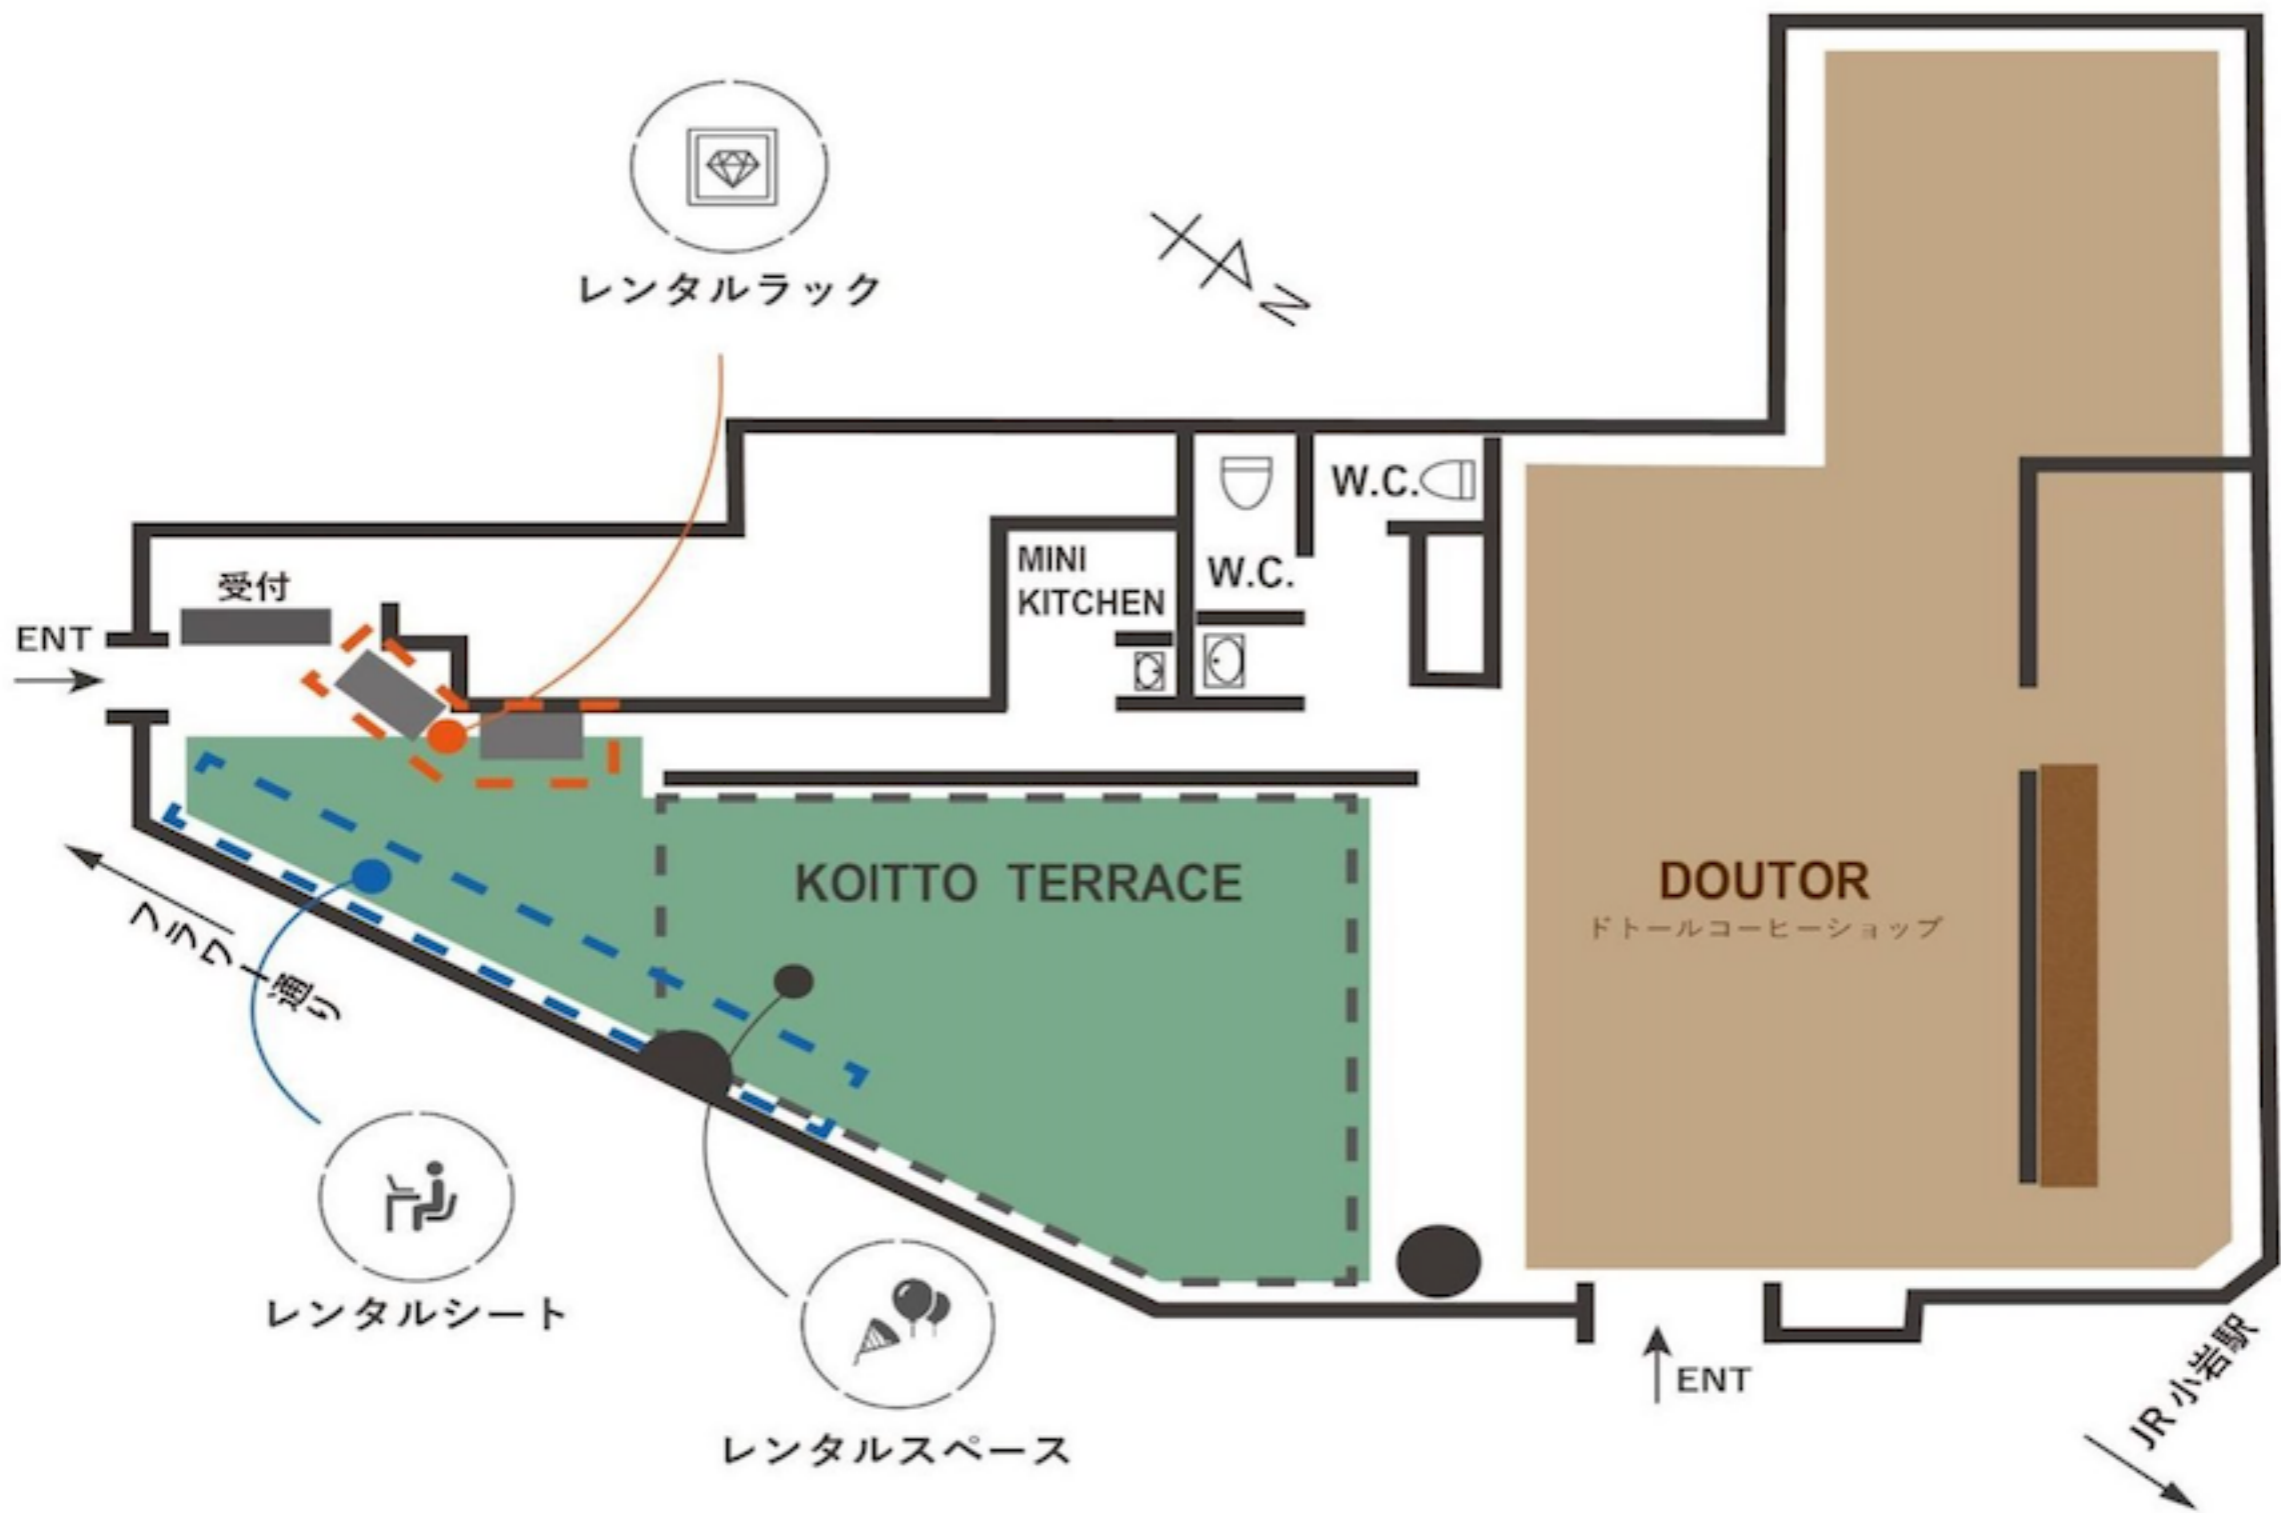 レンタルラック
N
W.C.
MINI
KITCHEN
W.C.
受付
ENT
KOITTO TERRACE
DOUTOR
ドトールコーヒーショップ
フラワー通り
レンタルシート
レンタルスペース
ENT
JR 小岩駅